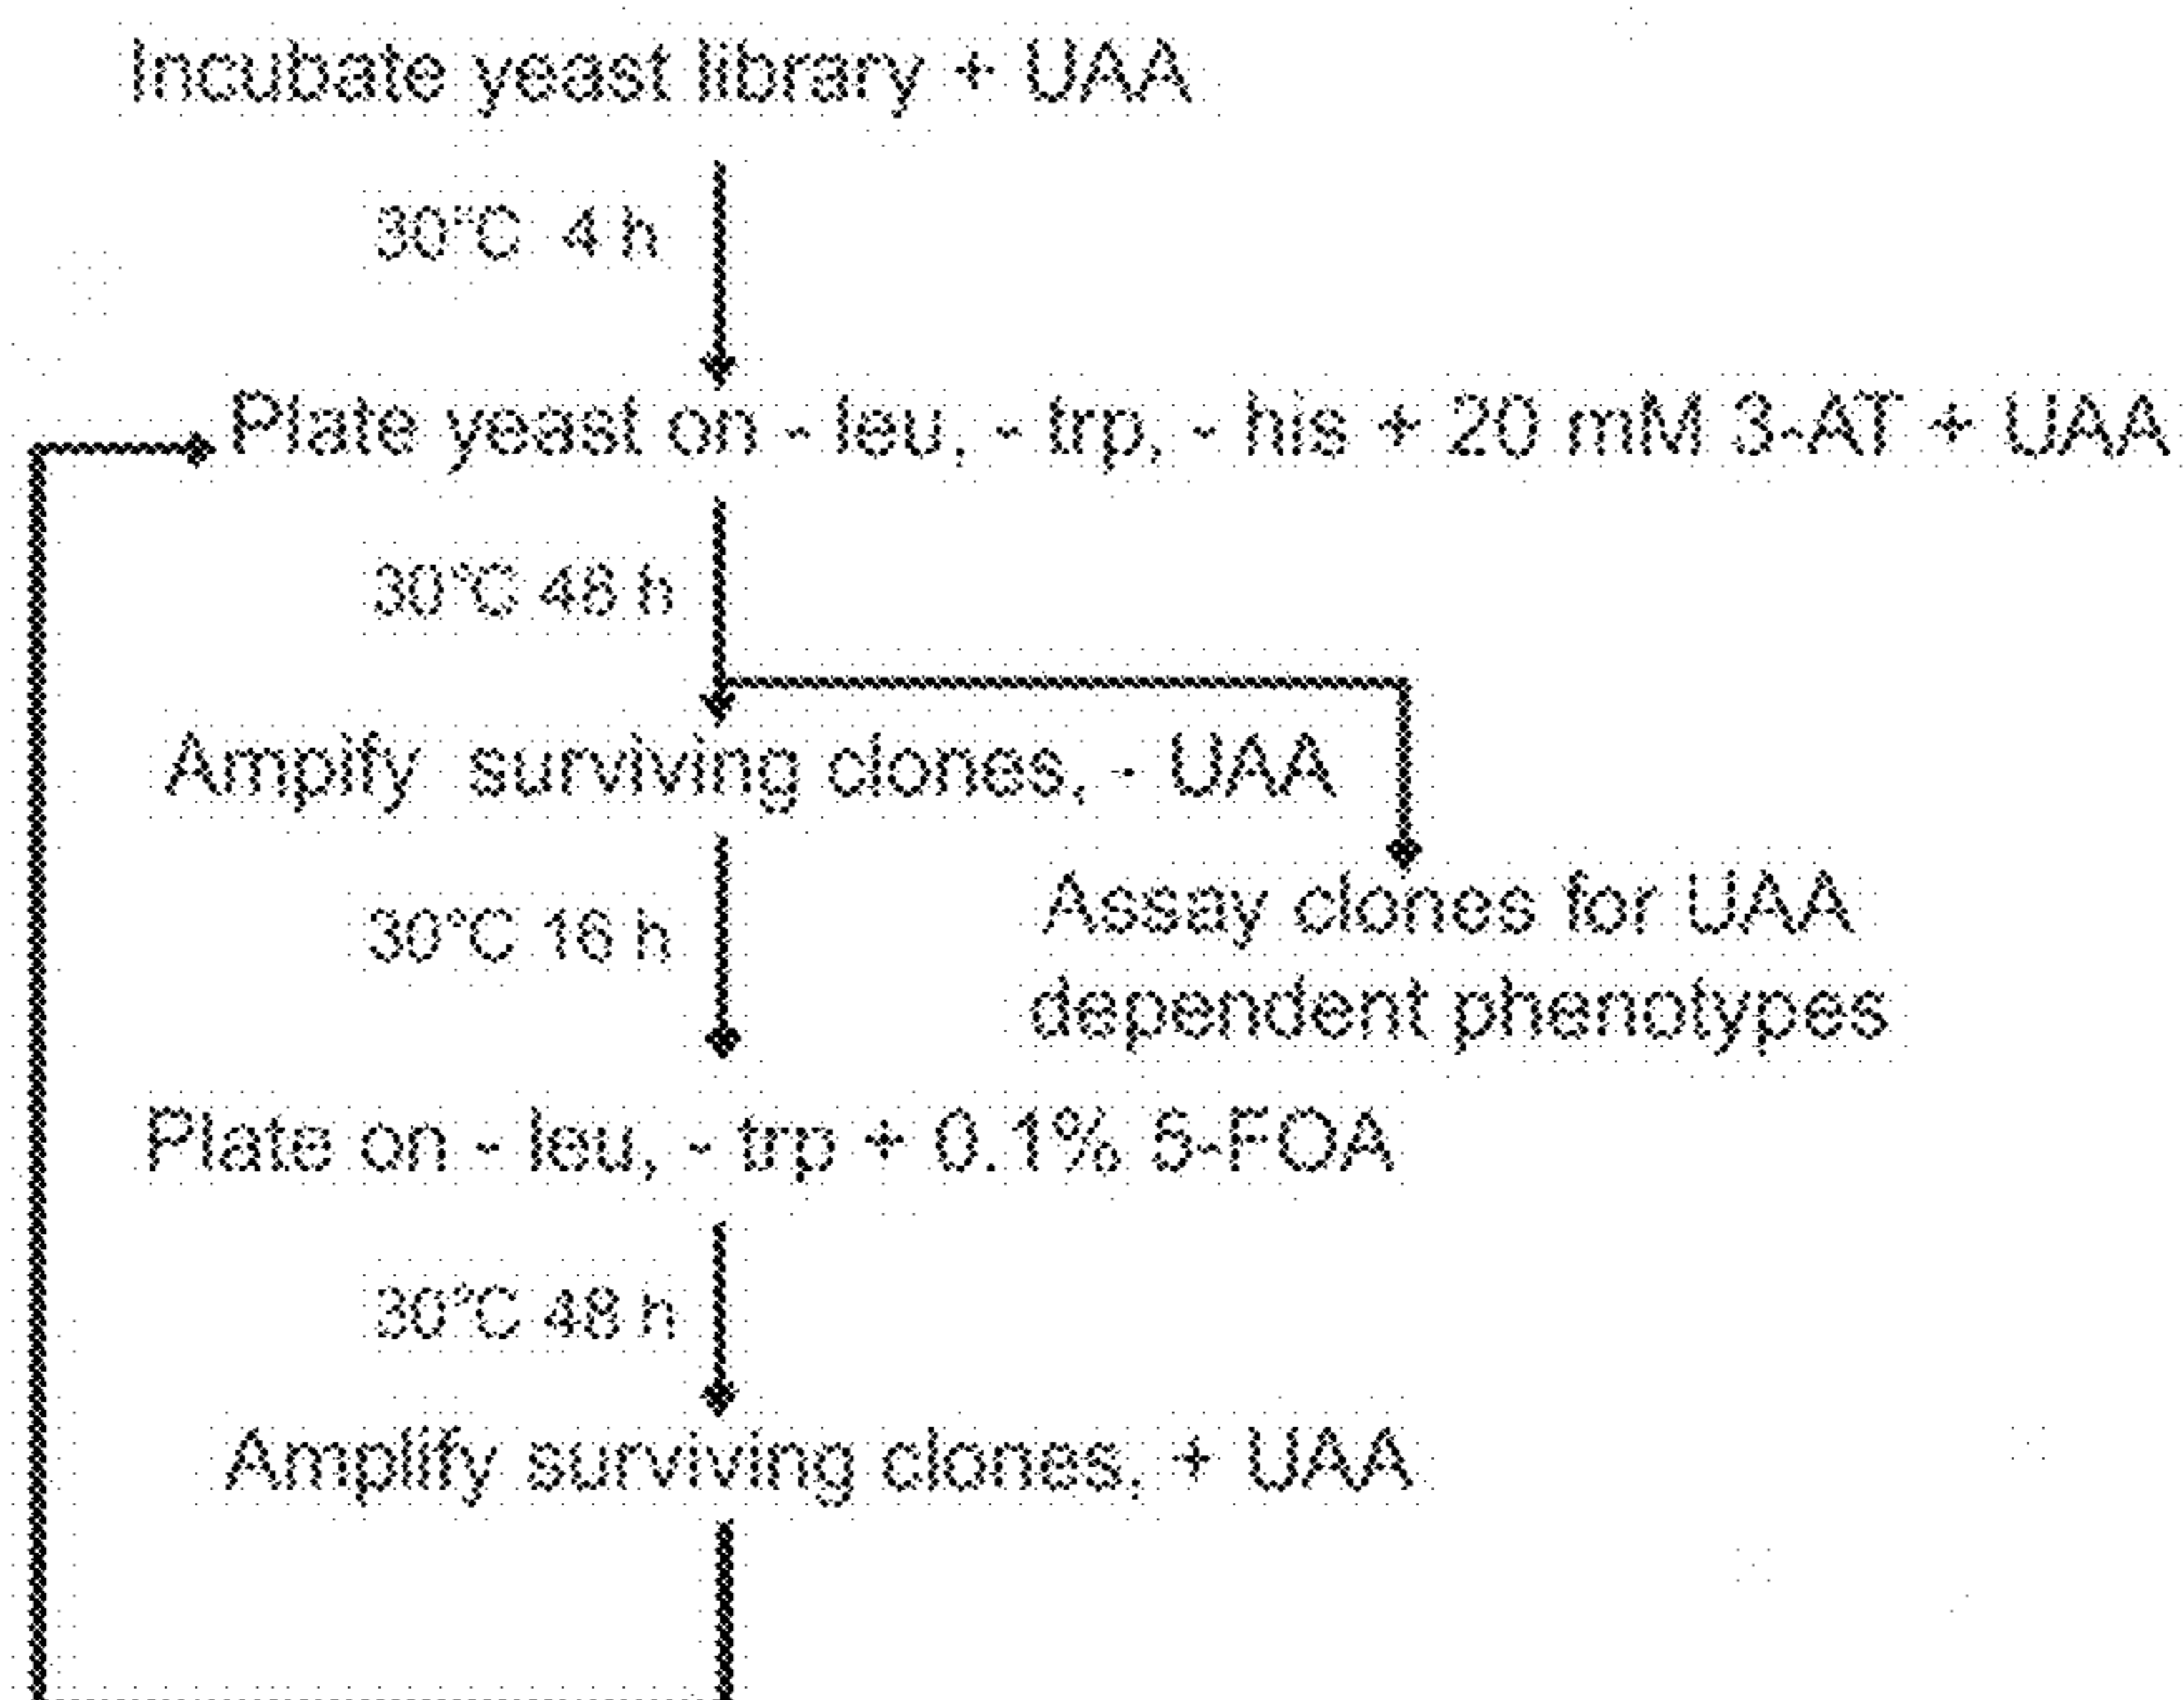 Incubate yeast library + UAA
30°C 4 h
Plate yeast on - leu, - trp, - his + 20 mM 3-AT + UAA
30°C 48 h
Ampify surviving clones, - UAA
30°C 16 h
Assay clones for UAA
dependent phenotypes
Plate on - leu, - trp + 0.1% 5-FOA
30°C 48 h
Amplify surviving clones, + UAA